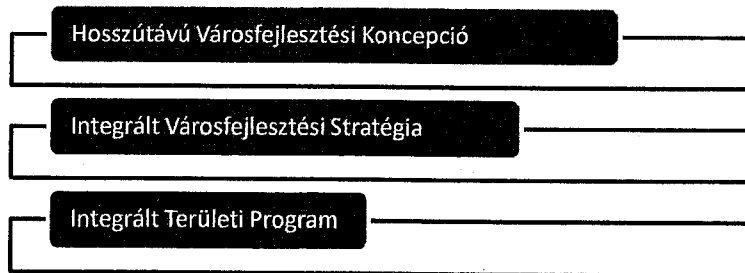 Hosszútávú Városfejlesztési Koncepció
Integrált Városfejlesztési Stratégia
Integrált Területi Program